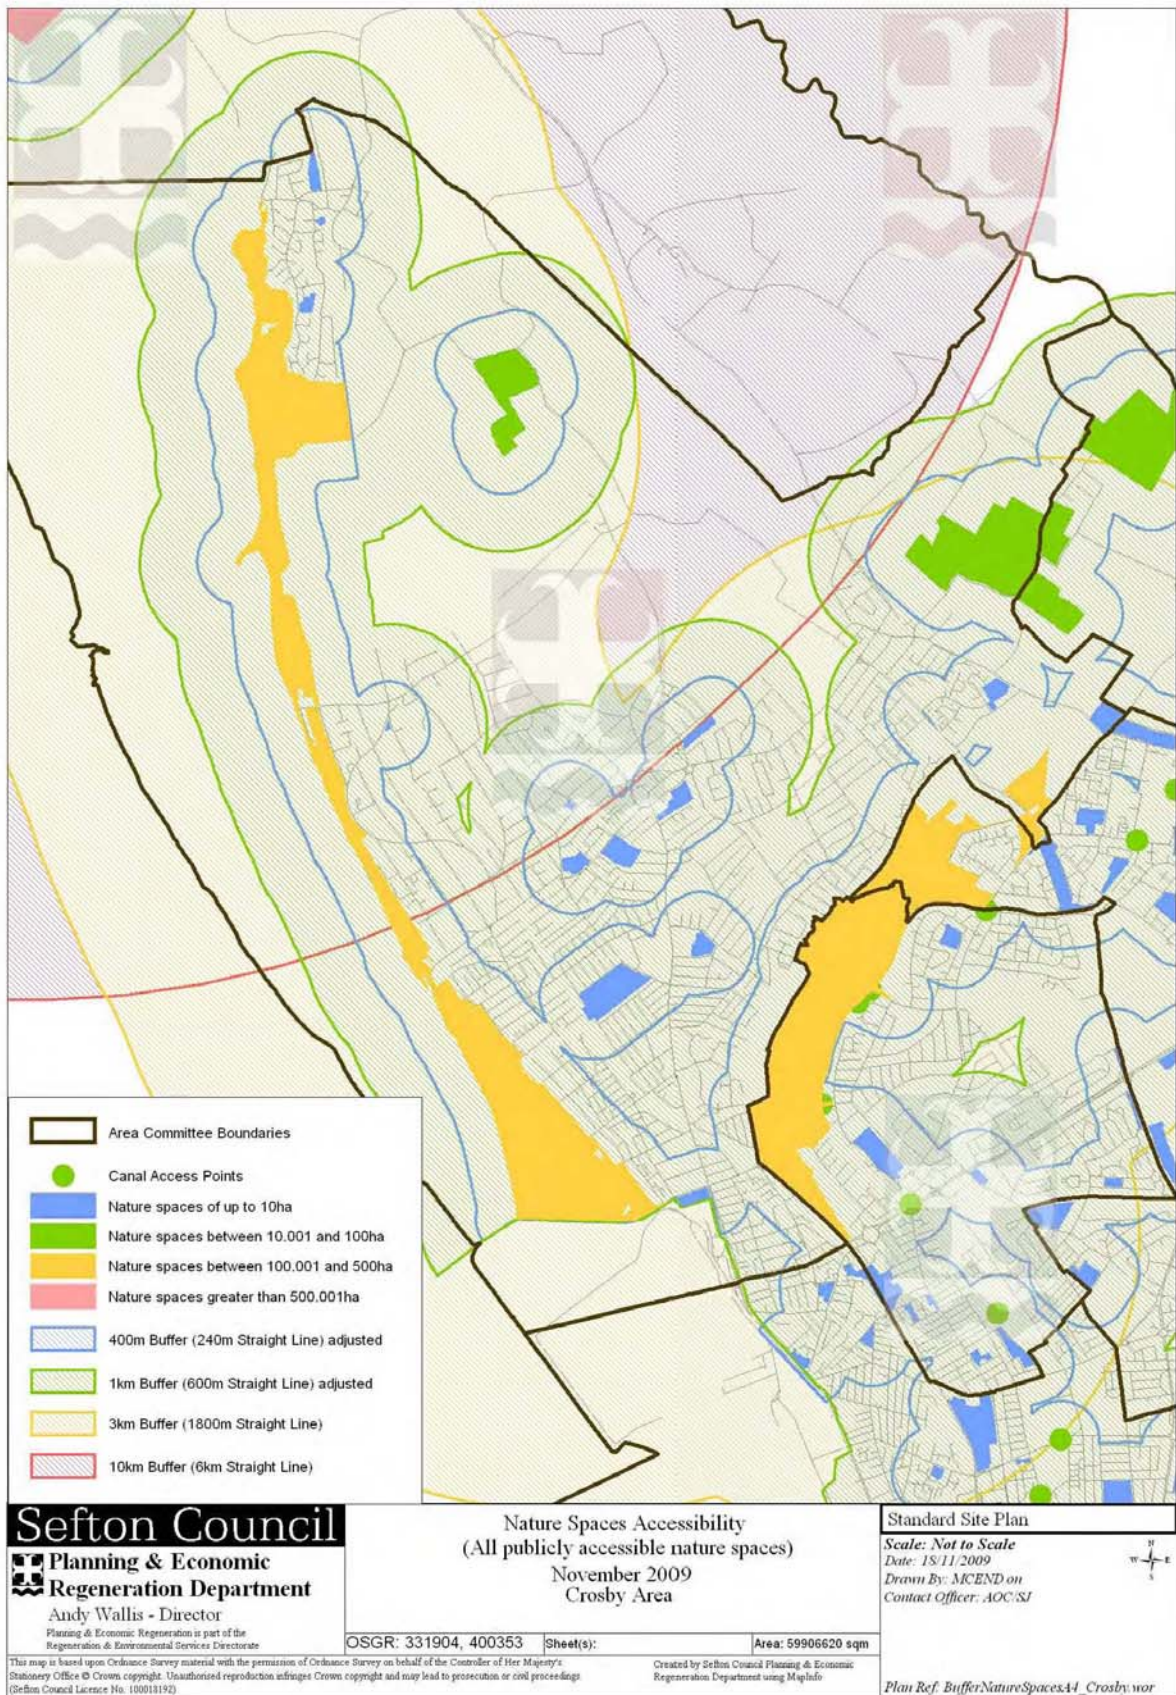 Area Committee Boundaries
Canal Access Points
Nature spaces of up to 10ha
Nature spaces between 10.001 and 100ha
Nature spaces between 100.001 and 500ha
Nature spaces greater than 500.001ha
400m Buffer (240m Straight Line) adjusted
1km Buffer (600m Straight Line) adjusted
3km Buffer (1800m Straight Line)
10km Buffer (6km Straight Line)
Sefton Council
Planning & Economic
Regeneration Department
Andy Wallis - Director
Planning & Economic Regeneration is part of the
Regeneration & Environmental Services Directorate
Nature Spaces Accessibility
(All publicly accessible nature spaces)
November 2009
Crosby Area
OSGR: 331904, 400353
Sheet(s):
Area: 59906620 sqm
Standard Site Plan
Scale: Not to Scale
Date: 18/11/2009
Drawn By: MCEND on
Contact Officer: AOC/SJ
N
W E
S
This map is based upon Ordnance Survey material with the permission of Ordnance Survey on behalf of the Controller of Her Majesty's
Stationery Office © Crown copyright. Unauthorised reproduction infringes Crown copyright and may lead to prosecution or civil proceedings
(Sefton Council Licence No. 100018192)
Created by Sefton Council Planning & Economic
Regeneration Department using MapInfo
Plan Ref: BufferNatureSpacesA4_Crosby.wor